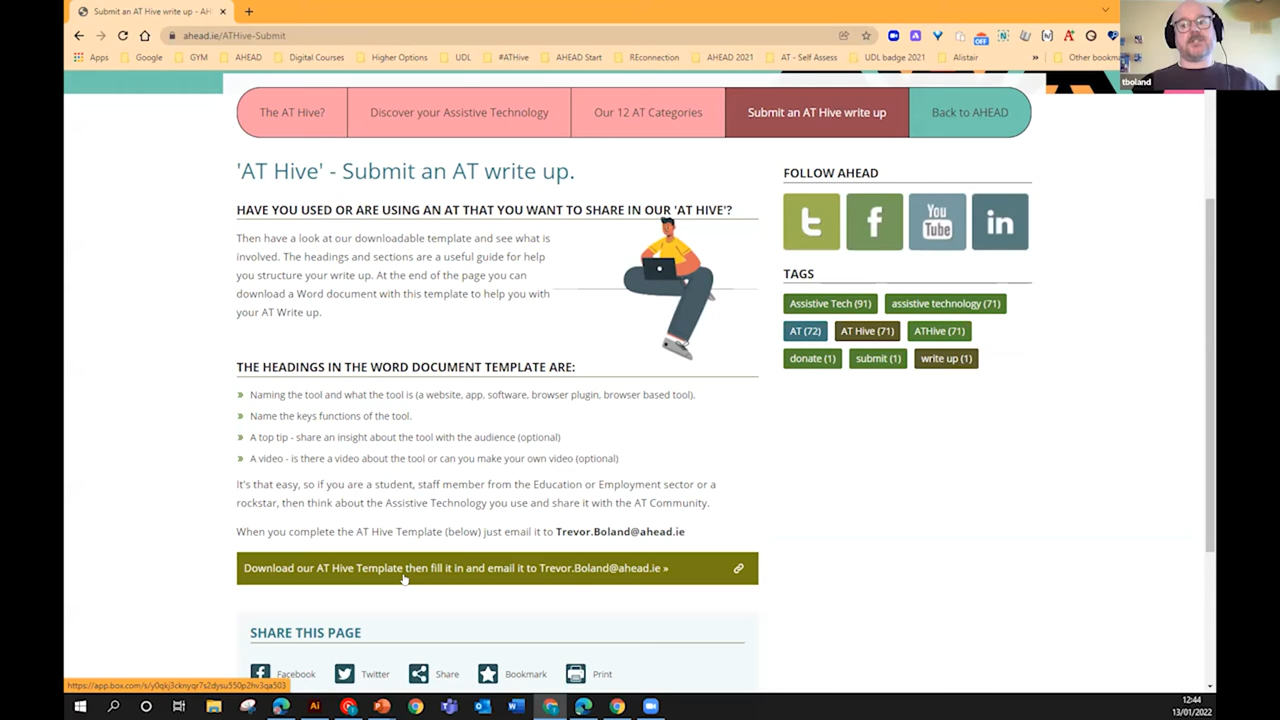 Submit an AT Hive write up - AH
ahead.ie/ATHive-Submit
Apps
Google
GYM
AHEAD
Digital Courses
Higher Options
UDL
#ATHive
AHEAD Start
REconnection
AHEAD 2021
AT - Self Assess
UDL badge 2021
Alistair
»
Other bookma
tboland
The AT Hive?
Discover your Assistive Technology
Our 12 AT Categories
Submit an AT Hive write up
Back to AHEAD
'AT Hive' - Submit an AT write up.
HAVE YOU USED OR ARE USING AN AT THAT YOU WANT TO SHARE IN OUR 'AT HIVE'?
Then have a look at our downloadable template and see what is
involved. The headings and sections are a useful guide for help
you structure your write up. At the end of the page you can
download a Word document with this template to help you with
your AT Write up.
THE HEADINGS IN THE WORD DOCUMENT TEMPLATE ARE:
» Naming the tool and what the tool is (a website, app, software, browser plugin, browser based tool).
» Name the keys functions of the tool.
» A top tip - share an insight about the tool with the audience (optional)
» A video - is there a video about the tool or can you make your own video (optional)
It's that easy, so if you are a student, staff member from the Education or Employment sector or a
rockstar, then think about the Assistive Technology you use and share it with the AT Community.
When you complete the AT Hive Template (below) just email it to Trevor.Boland@ahead.ie
Download our AT Hive Template then fill it in and email it to Trevor.Boland@ahead.ie »
SHARE THIS PAGE
Facebook
Twitter
Share
Bookmark
Print
FOLLOW AHEAD
You
Tube
in
TAGS
Assistive Tech (91)
assistive technology (71)
AT (72)
AT Hive (71)
ATHive (71)
donate (1)
submit (1)
write up (1)
12:44
13/01/2022